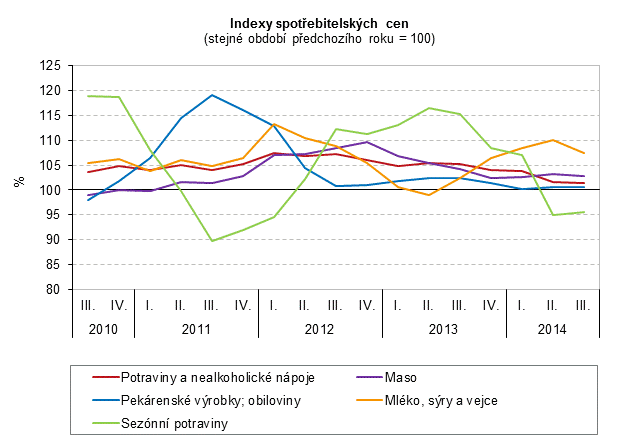 Indexy spotřebitelských cen
(stejné období předchozího roku = 100)
125
120
115
110
105
100
95
90
85
80
%
III. IV. I. II. III. IV. I. II. III. IV. I. II. III. IV. I. II. III.
2010 2011 2012 2013 2014
Potraviny a nealkoholické nápoje Maso
Pekárenské výrobky; obiloviny Mléko, sýry a vejce
Sezónní potraviny